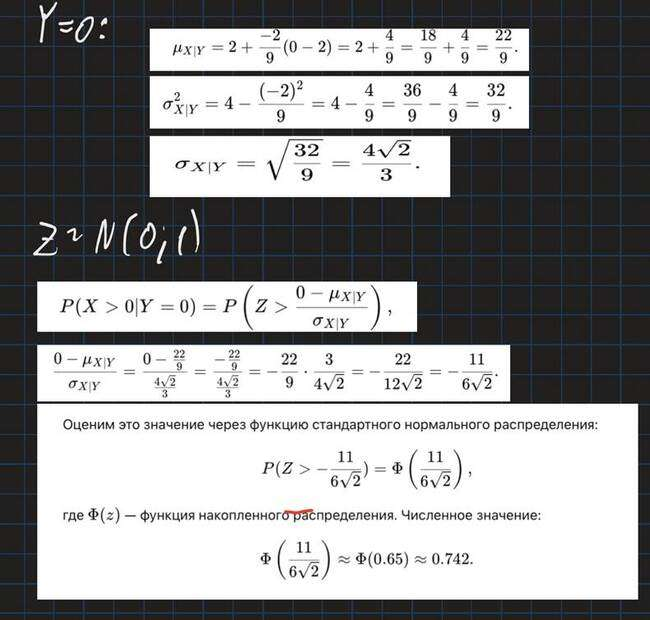 Y=0:
μ_{X|Y} = 2 + \frac{-2}{9}(0 − 2) = 2 + \frac{4}{9} = \frac{18}{9} + \frac{4}{9} = \frac{22}{9}.
σ²_{X|Y} = 4 − \frac{(−2)^2}{9} = 4 − \frac{4}{9} = \frac{36}{9} − \frac{4}{9} = \frac{32}{9}.
σ_{X|Y} = \sqrt{\frac{32}{9}} = \frac{4\sqrt{2}}{3}.
Z ~ N(0;1)
P(X > 0|Y = 0) = P\left(Z > \frac{0 − μ_{X|Y}}{σ_{X|Y}}\right),
\frac{0 − μ_{X|Y}}{σ_{X|Y}} = \frac{0 − \frac{22}{9}}{\frac{4\sqrt{2}}{3}} = \frac{−\frac{22}{9}}{\frac{4\sqrt{2}}{3}} = −\frac{22}{9} · \frac{3}{4\sqrt{2}} = −\frac{22}{12\sqrt{2}} = −\frac{11}{6\sqrt{2}}.
Оценим это значение через функцию стандартного нормального распределения:
P(Z > −\frac{11}{6\sqrt{2}}) = Φ\left(\frac{11}{6\sqrt{2}}\right),
где Φ(z) — функция накопленного распределения. Численное значение:
Φ\left(\frac{11}{6\sqrt{2}}\right) ≈ Φ(0.65) ≈ 0.742.